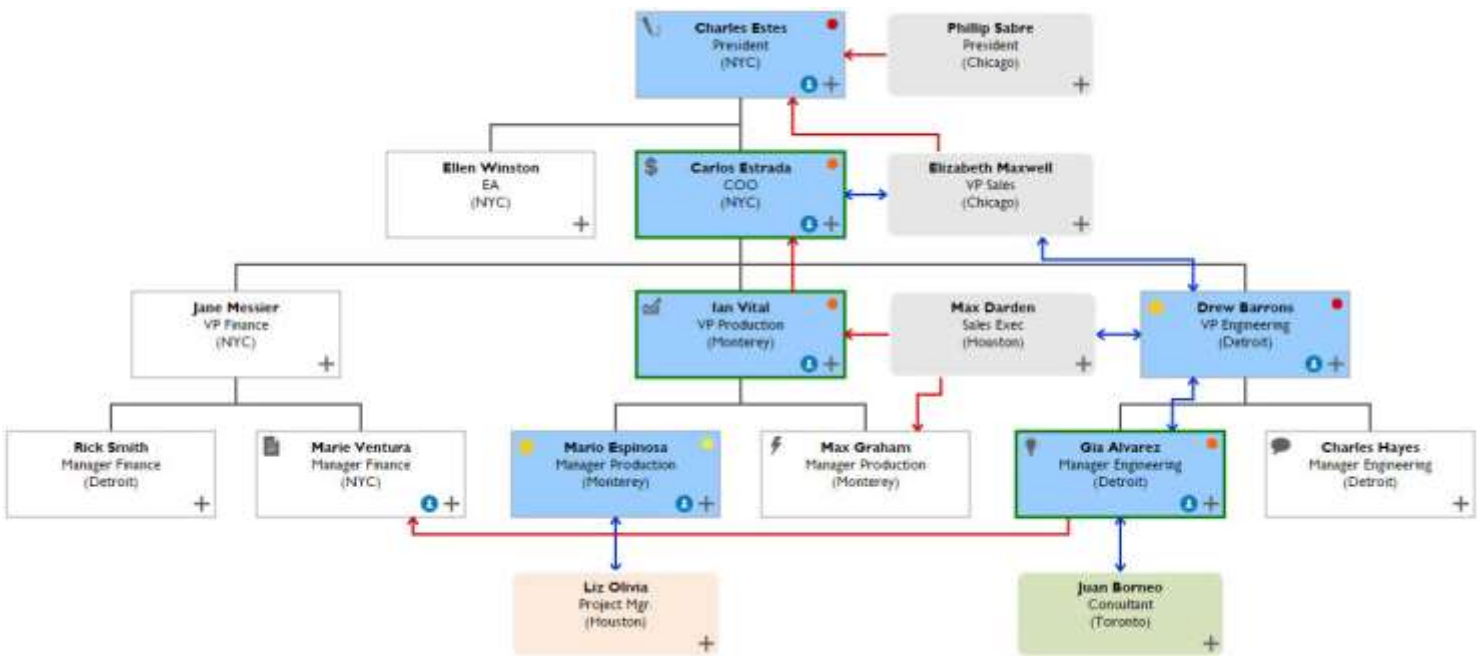 Charles Estes
President
(NYC)
Phillip Sabre
President
(Chicago)
Ellen Winston
EA
(NYC)
$
Carlos Estrada
COO
(NYC)
Elizabeth Maxwell
VP Sales
(Chicago)
Jane Messier
VP Finance
(NYC)
Ian Vital
VP Production
(Monterey)
Max Darden
Sales Exec
(Houston)
Drew Barrons
VP Engineering
(Detroit)
Rick Smith
Manager Finance
(Detroit)
Marie Ventura
Manager Finance
(NYC)
Mario Espinosa
Manager Production
(Monterey)
Max Graham
Manager Production
(Monterey)
Gia Alvarez
Manager Engineering
(Detroit)
Charles Hayes
Manager Engineering
(Detroit)
Liz Olivia
Project Mgr.
(Houston)
Juan Borneo
Consultant
(Toronto)